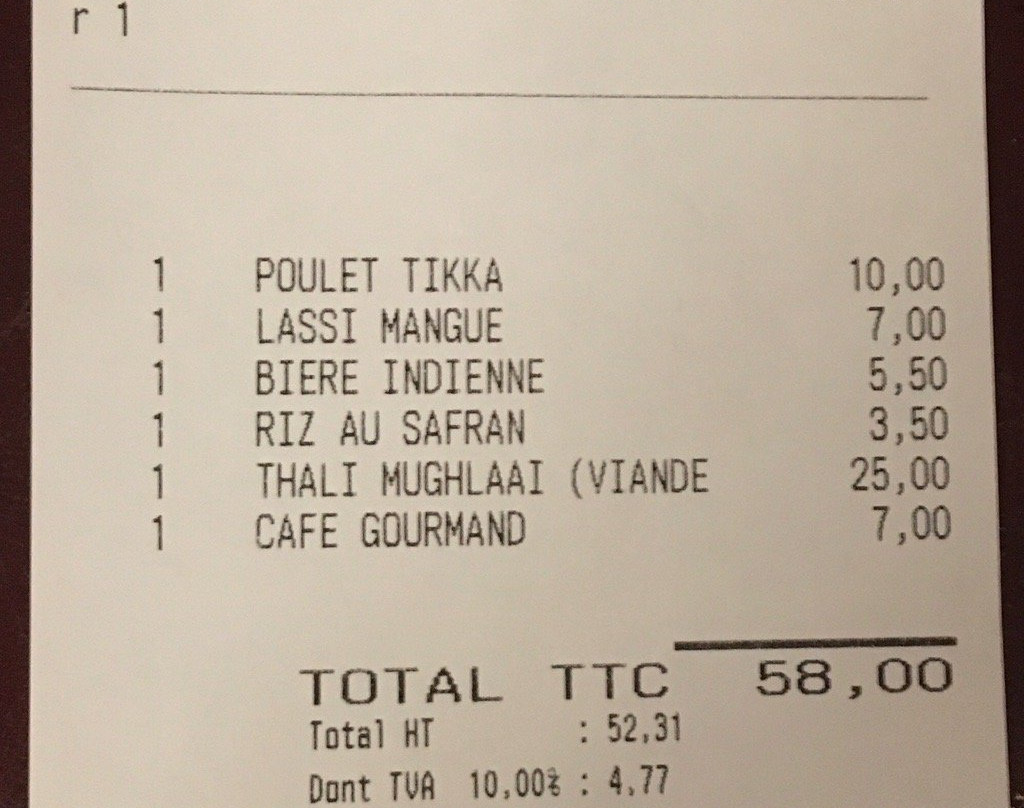 r 1
1 POULET TIKKA 10,00
1 LASSI MANGUE 7,00
1 BIERE INDIENNE 5,50
1 RIZ AU SAFRAN 3,50
1 THALI MUGHLAAI (VIANDE 25,00
1 CAFE GOURMAND 7,00
TOTAL TTC 58,00
Total HT : 52,31
Dont TVA 10,00% : 4,77